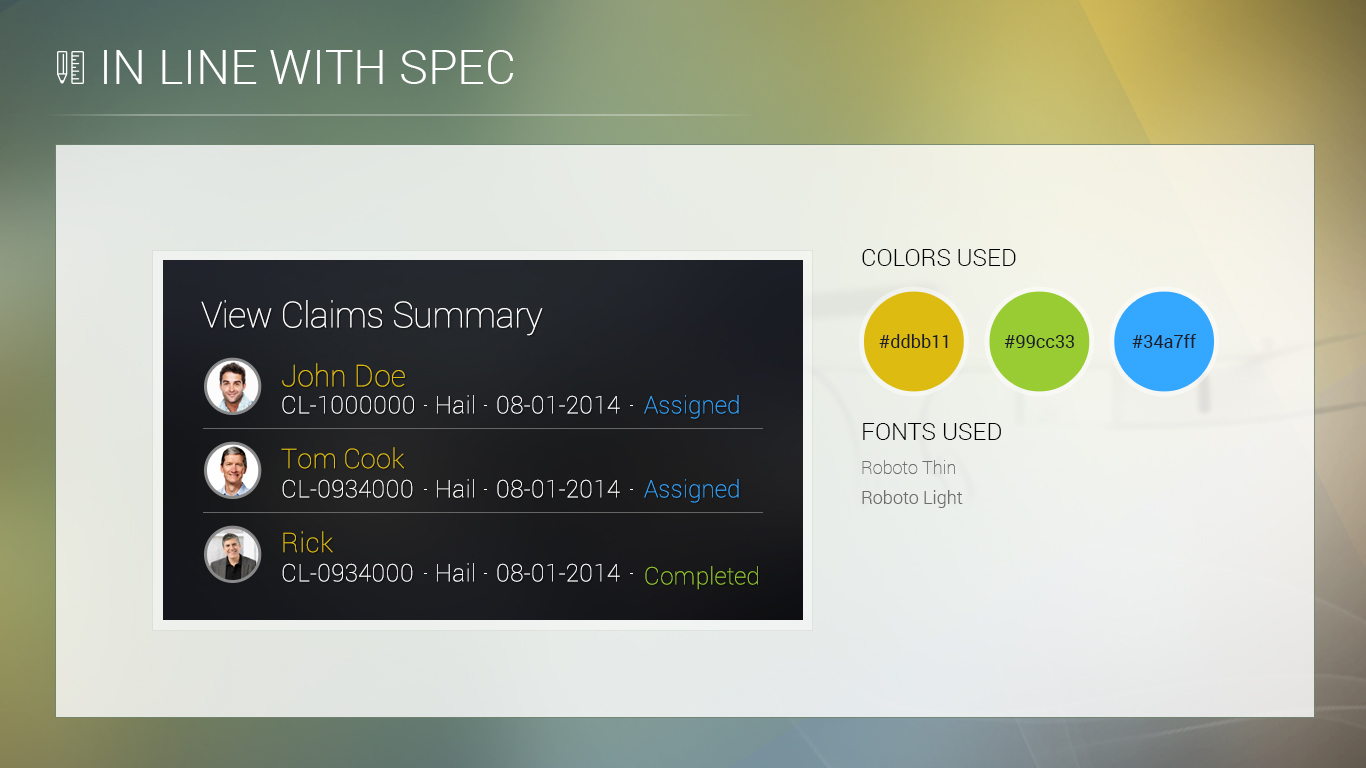 IN LINE WITH SPEC
View Claims Summary
John Doe
CL-1000000 · Hail · 08-01-2014 · Assigned
Tom Cook
CL-0934000 · Hail · 08-01-2014 · Assigned
Rick
CL-0934000 · Hail · 08-01-2014 · Completed
COLORS USED
#ddbb11 #99cc33 #34a7ff
FONTS USED
Roboto Thin
Roboto Light